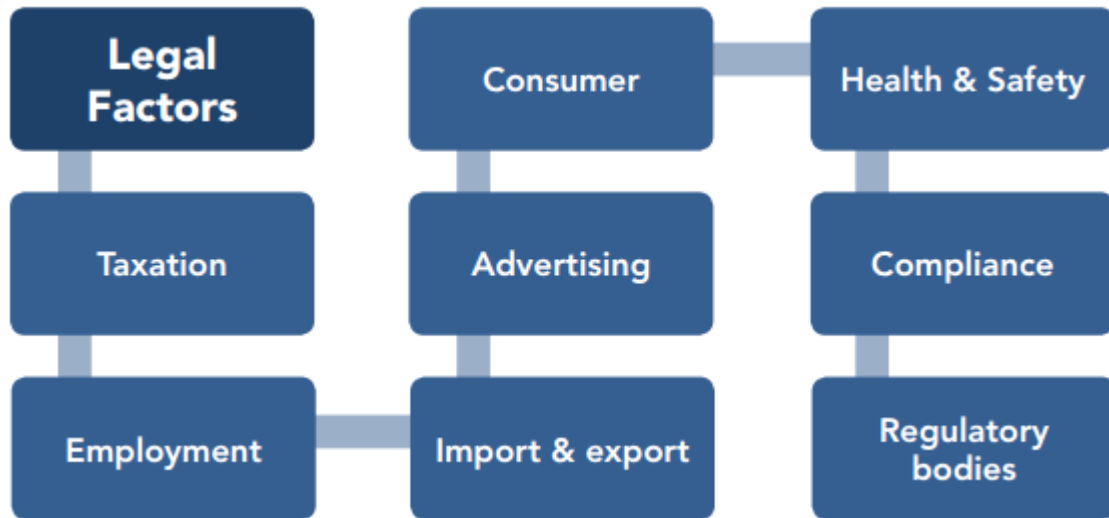 Legal
Factors
Taxation
Employment
Import & export
Advertising
Consumer
Health & Safety
Compliance
Regulatory
bodies